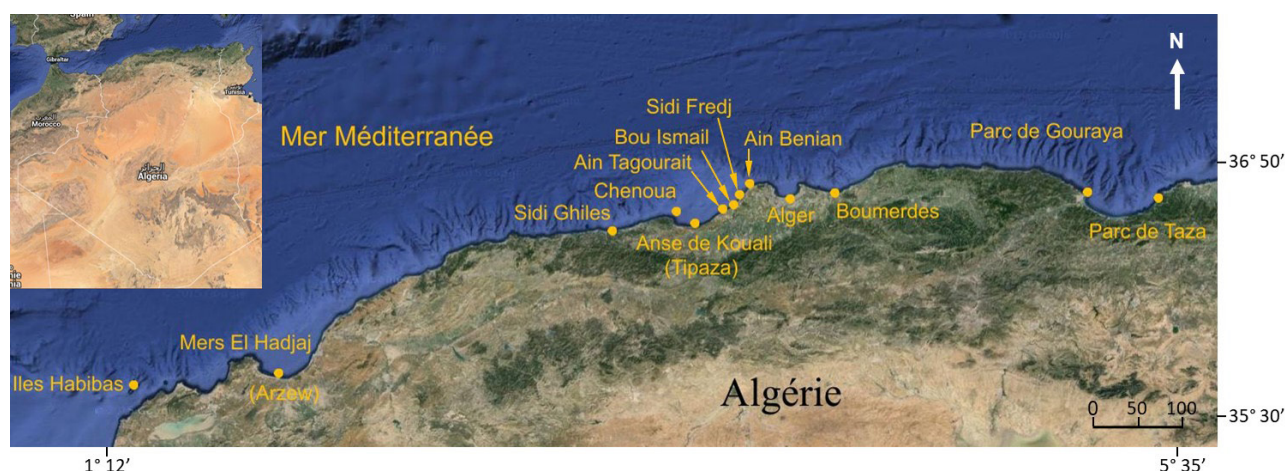 Spain
Gibraltar
Tunisia
Morocco
المغرب
الجزائر
Algeria
Mer Méditerranée
N
Sidi Fredj
Bou Ismail
Ain Benian
Ain Tagourait
Chenoua
Sidi Ghiles
Anse de Kouali
(Tipaza)
Alger
Boumerdes
Parc de Gouraya
Parc de Taza
36° 50'
Mers El Hadjaj
(Arzew)
Iles Habibas
Algérie
0 50 100
35° 30'
1° 12'
5° 35'